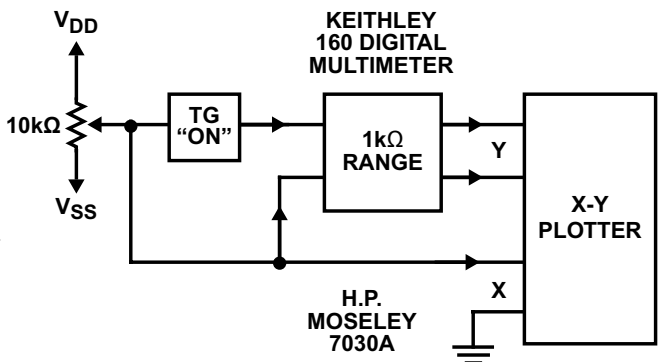 VDD
10kΩ
VSS
TG
“ON”
KEITHLEY
160 DIGITAL
MULTIMETER
1kΩ
RANGE
Y
X
X-Y
PLOTTER
H.P.
MOSELEY
7030A